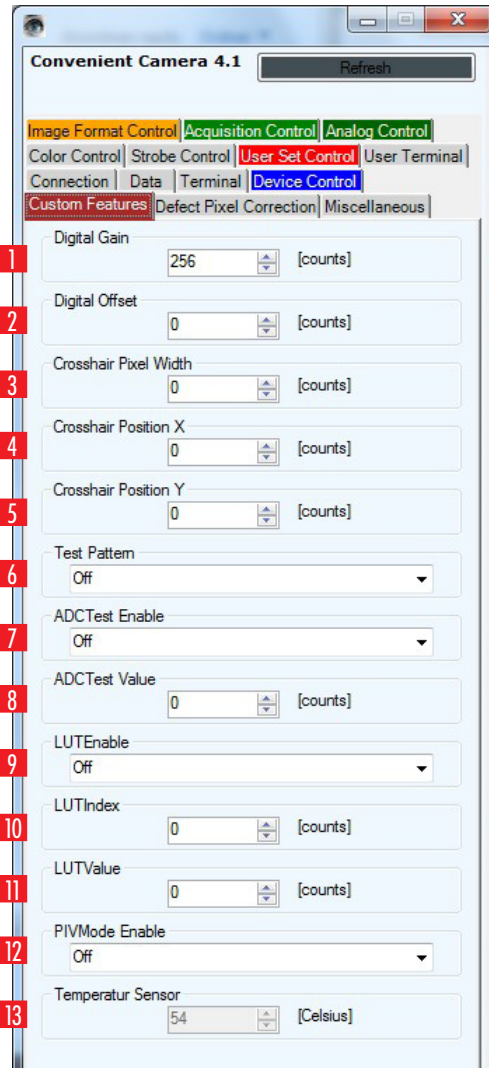 Convenient Camera 4.1
Refresh
Image Format Control Acquisition Control Analog Control
Color Control Strobe Control User Set Control User Terminal
Connection Data Terminal Device Control
Custom Features Defect Pixel Correction Miscellaneous
Digital Gain
1 256 [counts]
Digital Offset
2 0 [counts]
Crosshair Pixel Width
3 0 [counts]
Crosshair Position X
4 0 [counts]
Crosshair Position Y
5 0 [counts]
Test Pattern
6 Off
ADCTest Enable
7 Off
ADCTest Value
8 0 [counts]
LUTEnable
9 Off
LUTIndex
10 0 [counts]
LUTValue
11 0 [counts]
PIVMode Enable
12 Off
Temperatur Sensor
13 54 [Celsius]